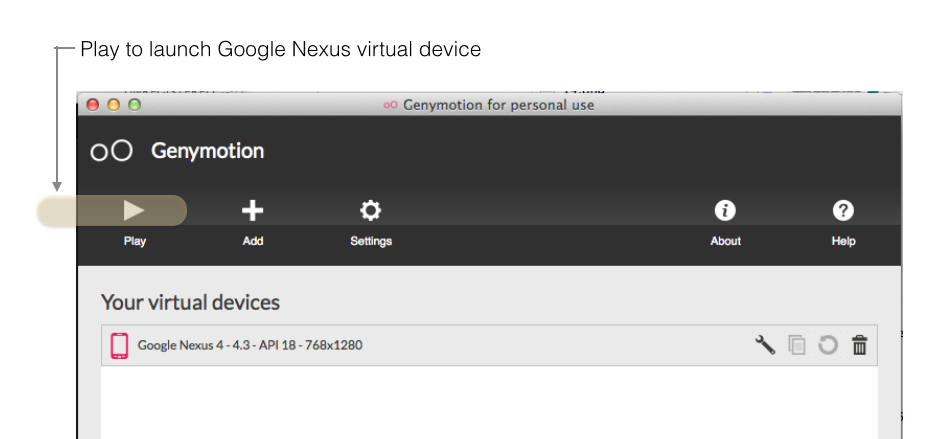 Play to launch Google Nexus virtual device
Genymotion for personal use
Genymotion
Play
Add
Settings
About
Help
Your virtual devices
Google Nexus 4 - 4.3 - API 18 - 768x1280